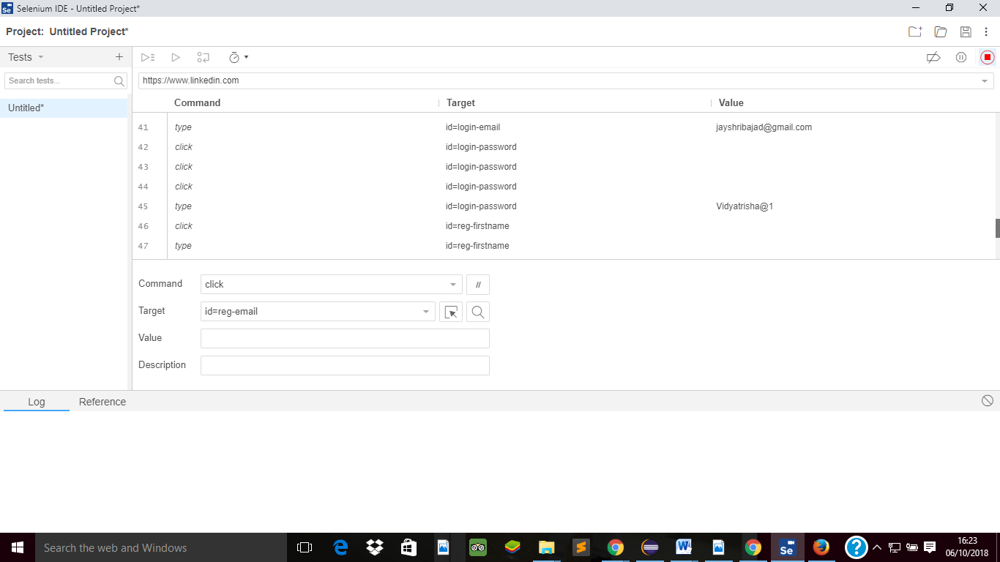 Selenium IDE - Untitled Project*
Project: Untitled Project*
Tests
Search tests...
Untitled*
https://www.linkedin.com
Command Target Value
41 type id=login-email jayshribajad@gmail.com
42 click id=login-password
43 click id=login-password
44 click id=login-password
45 type id=login-password Vidyatrisha@1
46 click id=reg-firstname
47 type id=reg-firstname
Command click //
Target id=reg-email
Value
Description
Log Reference
Search the web and Windows
Se
16:23
06/10/2018